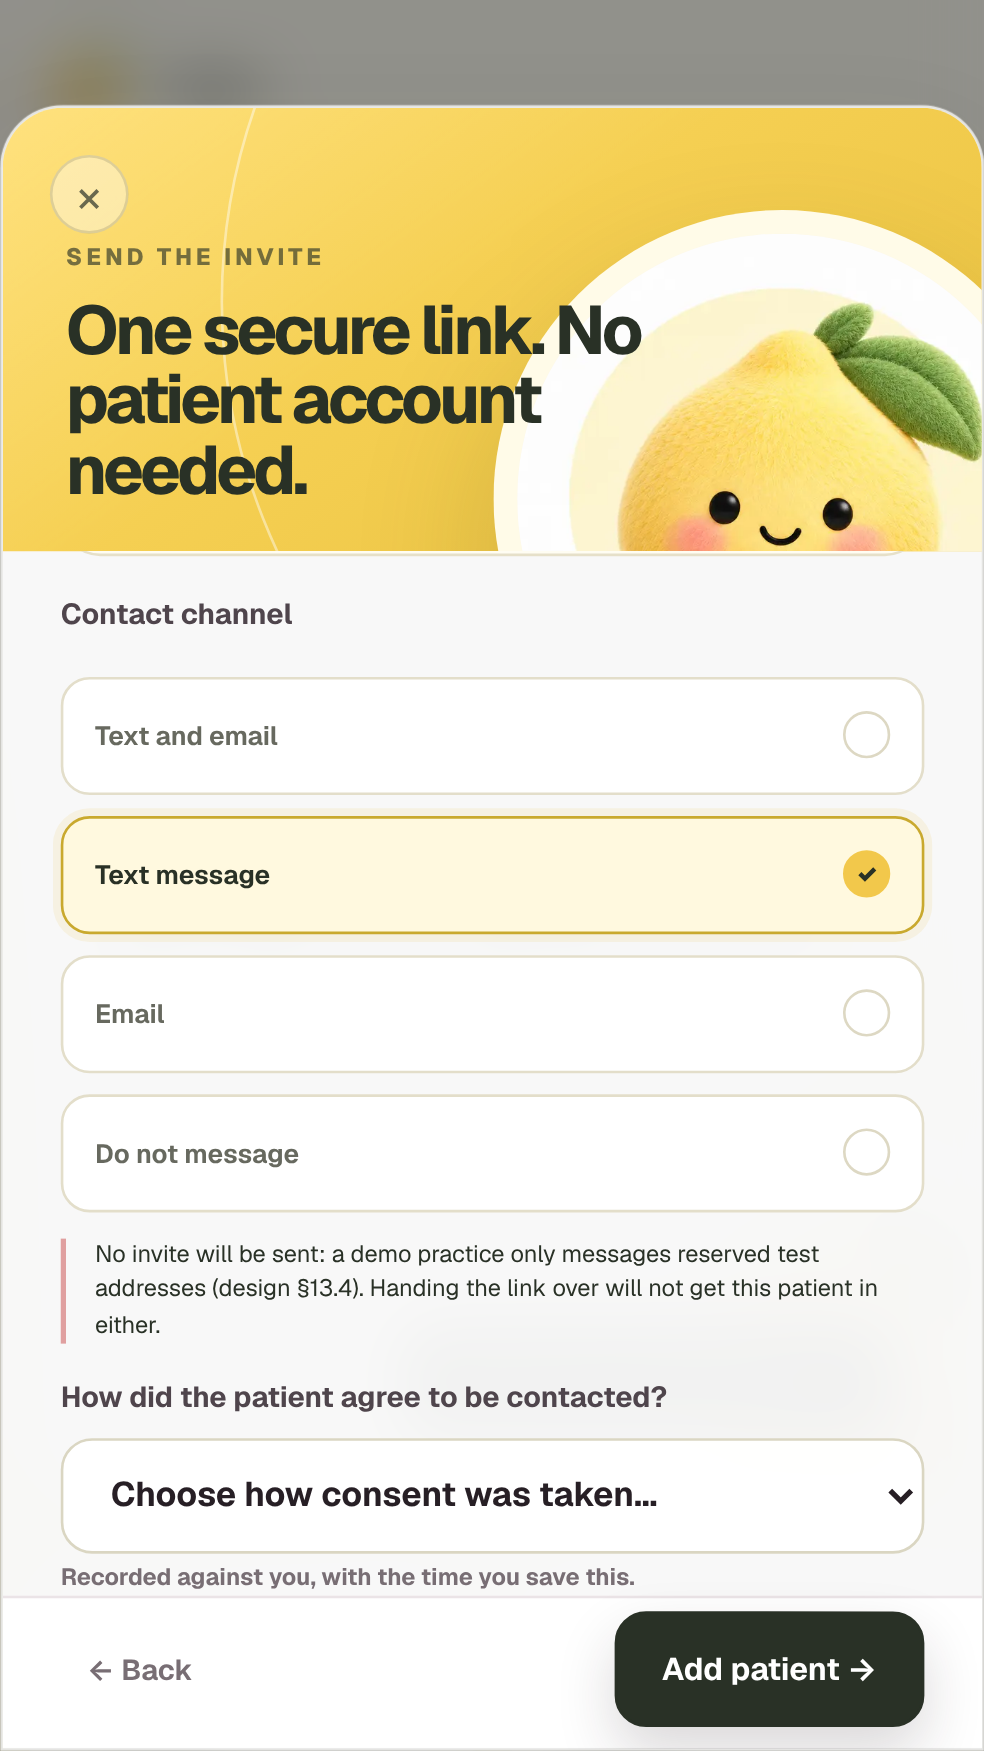 SEND THE INVITE
One secure link. No
patient account
needed.
Contact channel
Text and email
Text message
Email
Do not message
No invite will be sent: a demo practice only messages reserved test
addresses (design §13.4). Handing the link over will not get this patient in
either.
How did the patient agree to be contacted?
Choose how consent was taken...
Recorded against you, with the time you save this.
← Back
Add patient →